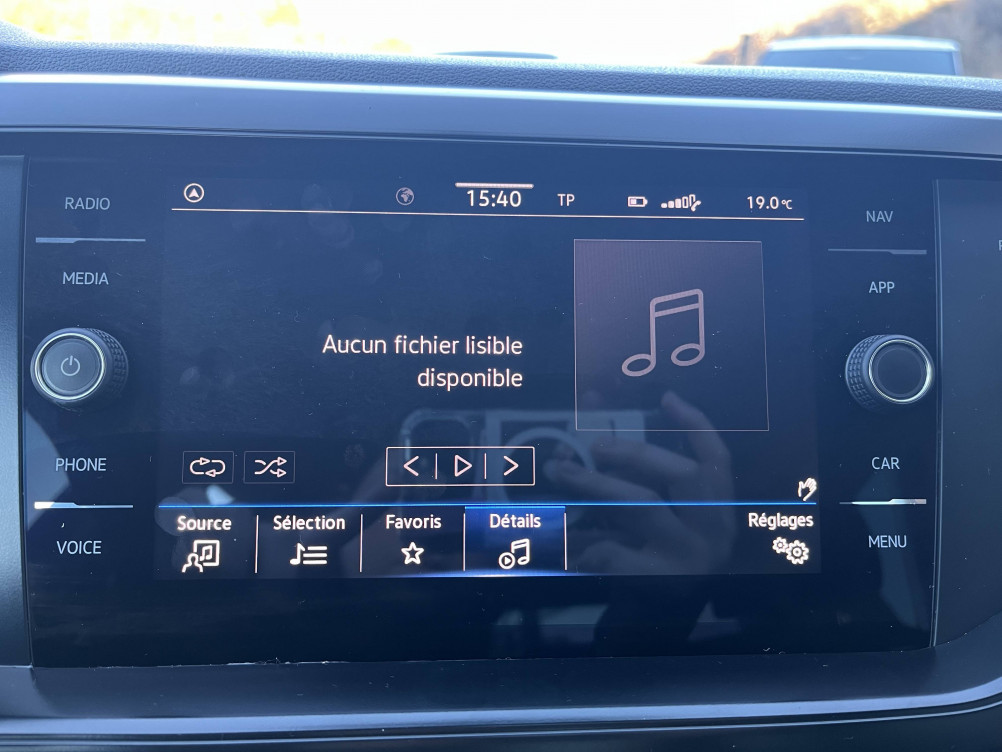 RADIO
MEDIA
PHONE
VOICE
15:40
TP
19.0°C
Aucun fichier lisible
disponible
Source
Sélection
Favoris
Détails
Réglages
NAV
APP
CAR
MENU